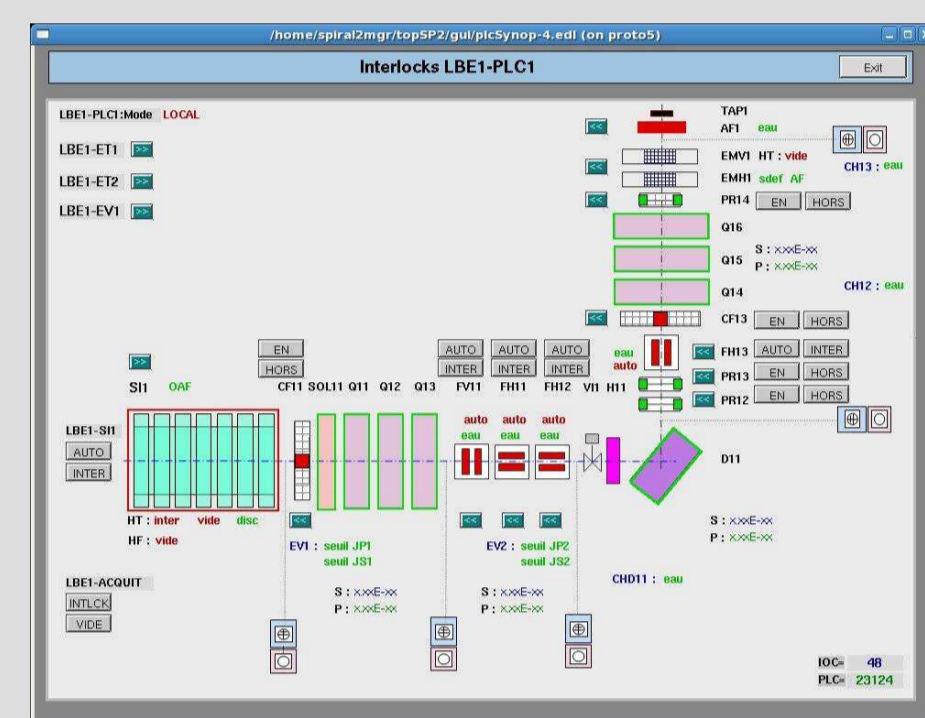 /home/spiral2mgr/topSP2/gui/plcSynop-4.edl (on proto5)
Interlocks LBE1-PLC1
Exit
LBE1-PLC1:Mode LOCAL
LBE1-ET1 >>
LBE1-ET2 >>
LBE1-EV1 >>
TAP1
<< AF1 eau
CH13 : eau
<< EMV1 HT : vide
EMH1 sdef AF
<< PR14 EN HORS
Q16
Q15 S : x.xxE-xx
P : x.xxE-xx
Q14
CH12 : eau
<< CF13 EN HORS
eau << FH13 AUTO INTER
auto
<< PR13 EN HORS
<< PR12 EN HORS
>>
EN AUTO AUTO AUTO
HORS INTER INTER INTER
SI1 OAF CF11 SOL11 Q11 Q12 Q13 FV11 FH11 FH12 VI1 H11
auto auto auto
eau eau eau
LBE1-SI1
AUTO
INTER
D11
HT : inter vide disc
HF : vide
<< << << <<
EV1 : seuil JP1
seuil JS1
EV2 : seuil JP2
seuil JS2
S : x.xxE-xx
P : x.xxE-xx
CHD11 : eau
S : x.xxE-xx
P : x.xxE-xx
S : x.xxE-xx
P : x.xxE-xx
LBE1-ACQUIT
INTLCK
VIDE
IOC= 48
PLC= 23124